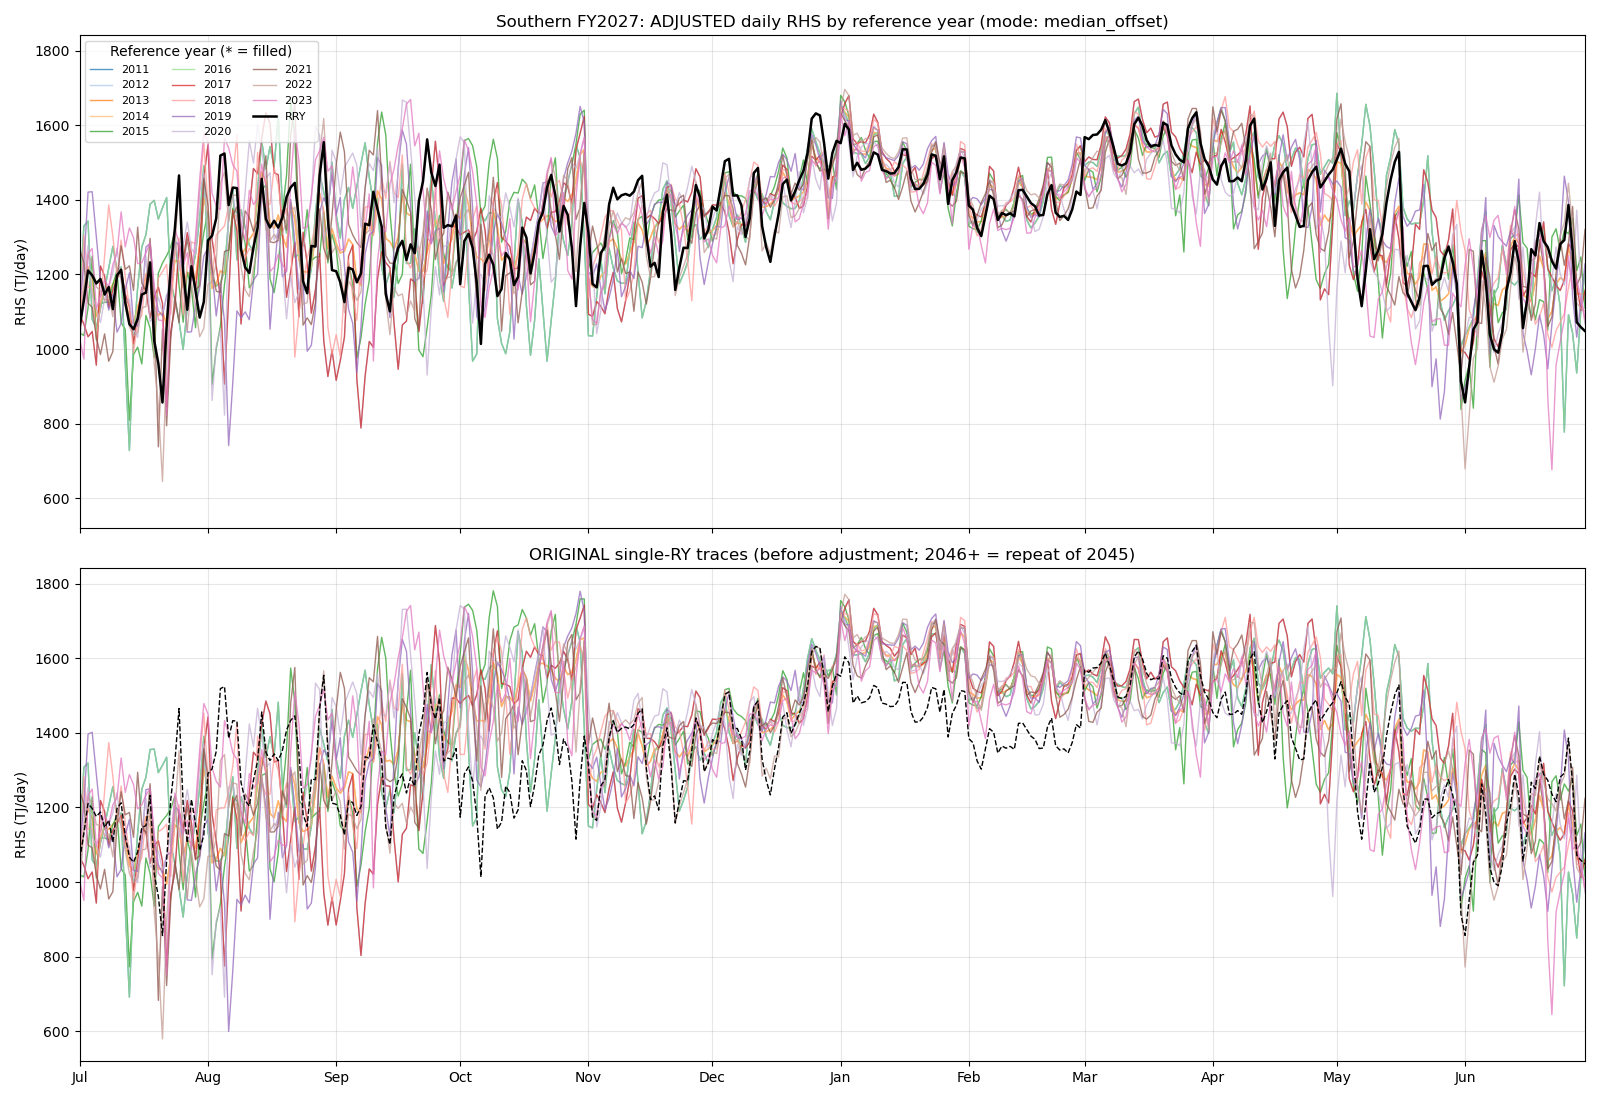 Southern FY2027: ADJUSTED daily RHS by reference year (mode: median_offset)
RHS (TJ/day)
1800
1600
1400
1200
1000
800
600
Reference year (* = filled)
2011 2016 2021
2012 2017 2022
2013 2018 2023
2014 2019 RRY
2015 2020
ORIGINAL single-RY traces (before adjustment; 2046+ = repeat of 2045)
RHS (TJ/day)
1800
1600
1400
1200
1000
800
600
Jul Aug Sep Oct Nov Dec Jan Feb Mar Apr May Jun